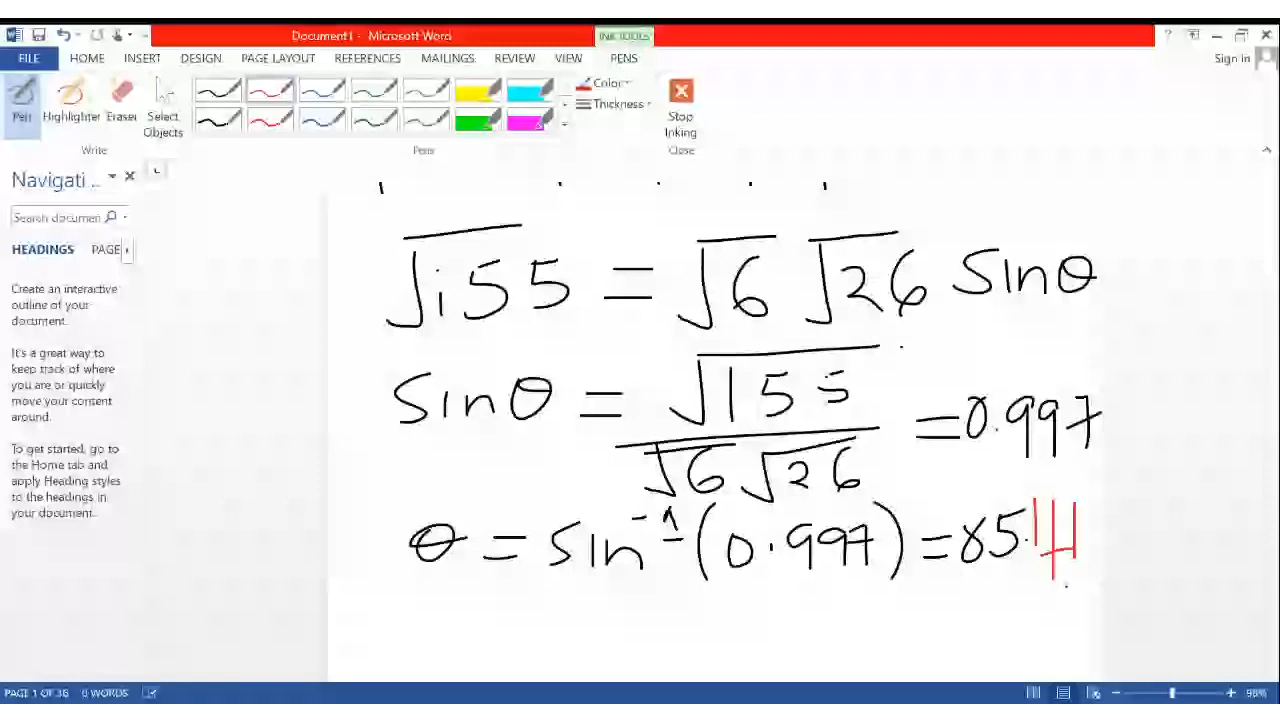 Document1 - Microsoft Word
INK TOOLS
FILE HOME INSERT DESIGN PAGE LAYOUT REFERENCES MAILINGS REVIEW VIEW PENS
Sign in
Pen Highlighter Eraser Select Objects
Color
Thickness
Stop Inking
Write Pens Close
Navigati...
Search documen
HEADINGS PAGE
Create an interactive
outline of your
document.
It's a great way to
keep track of where
you are or quickly
move your content
around.
To get started, go to
the Home tab and
apply Heading styles
to the headings in
your document.
√155 = √6 √26 Sinθ
Sinθ = √155 / √6 √26 = 0.997
θ = Sin⁻¹(0.997) = 85.14
PAGE 1 OF 36 0 WORDS
98%